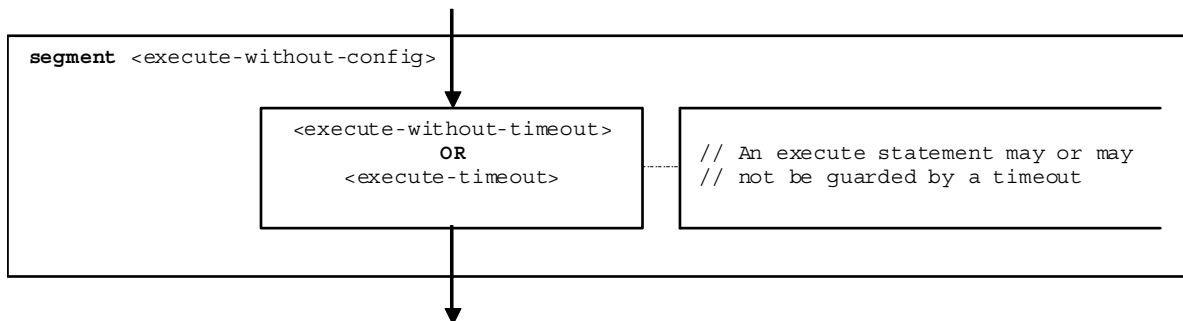 segment <execute-without-config>
<execute-without-timeout>
OR
<execute-timeout>
// An execute statement may or may
// not be guarded by a timeout